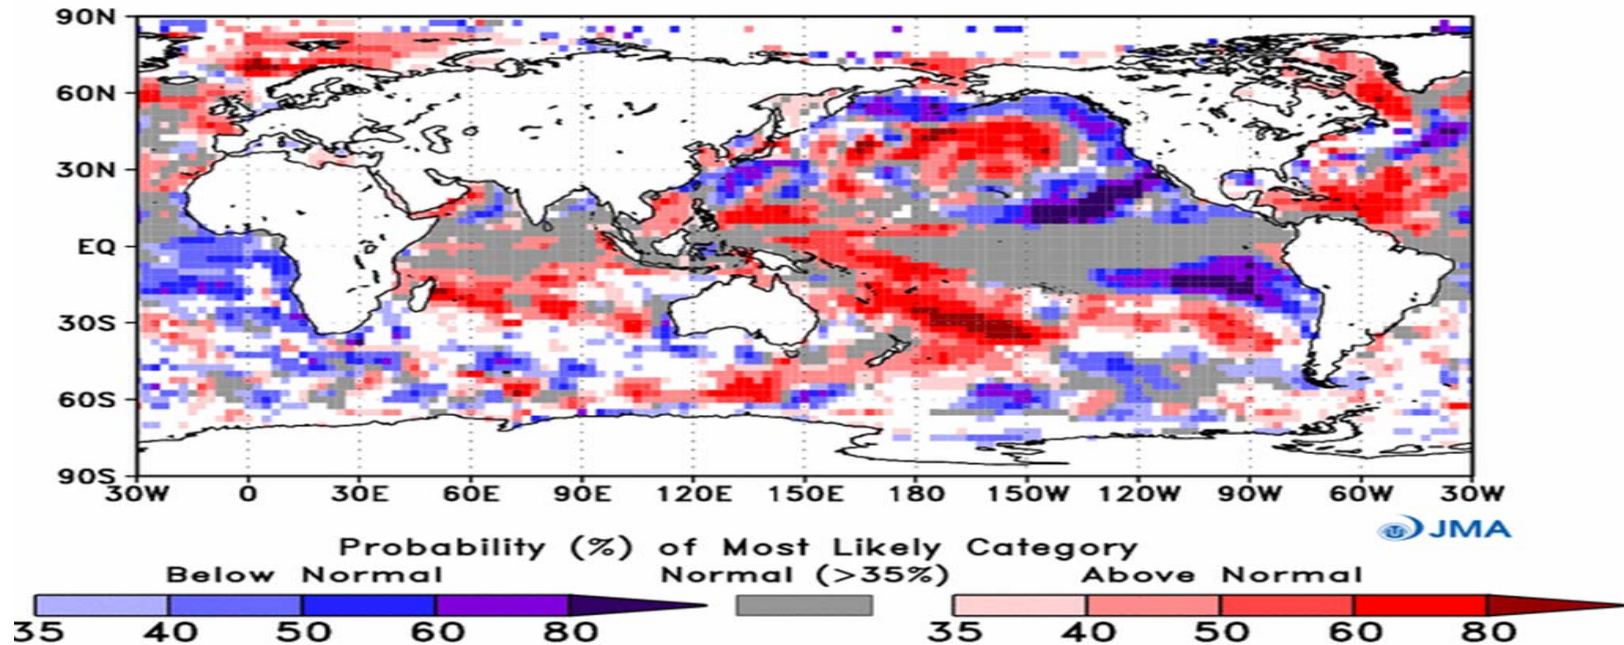 90N
60N
30N
EQ
30S
60S
90S
30W 0 30E 60E 90E 120E 150E 180 150W 120W 90W 60W 30W
JMA
Probability (%) of Most Likely Category
Below Normal Normal (>35%) Above Normal
35 40 50 60 80 35 40 50 60 80